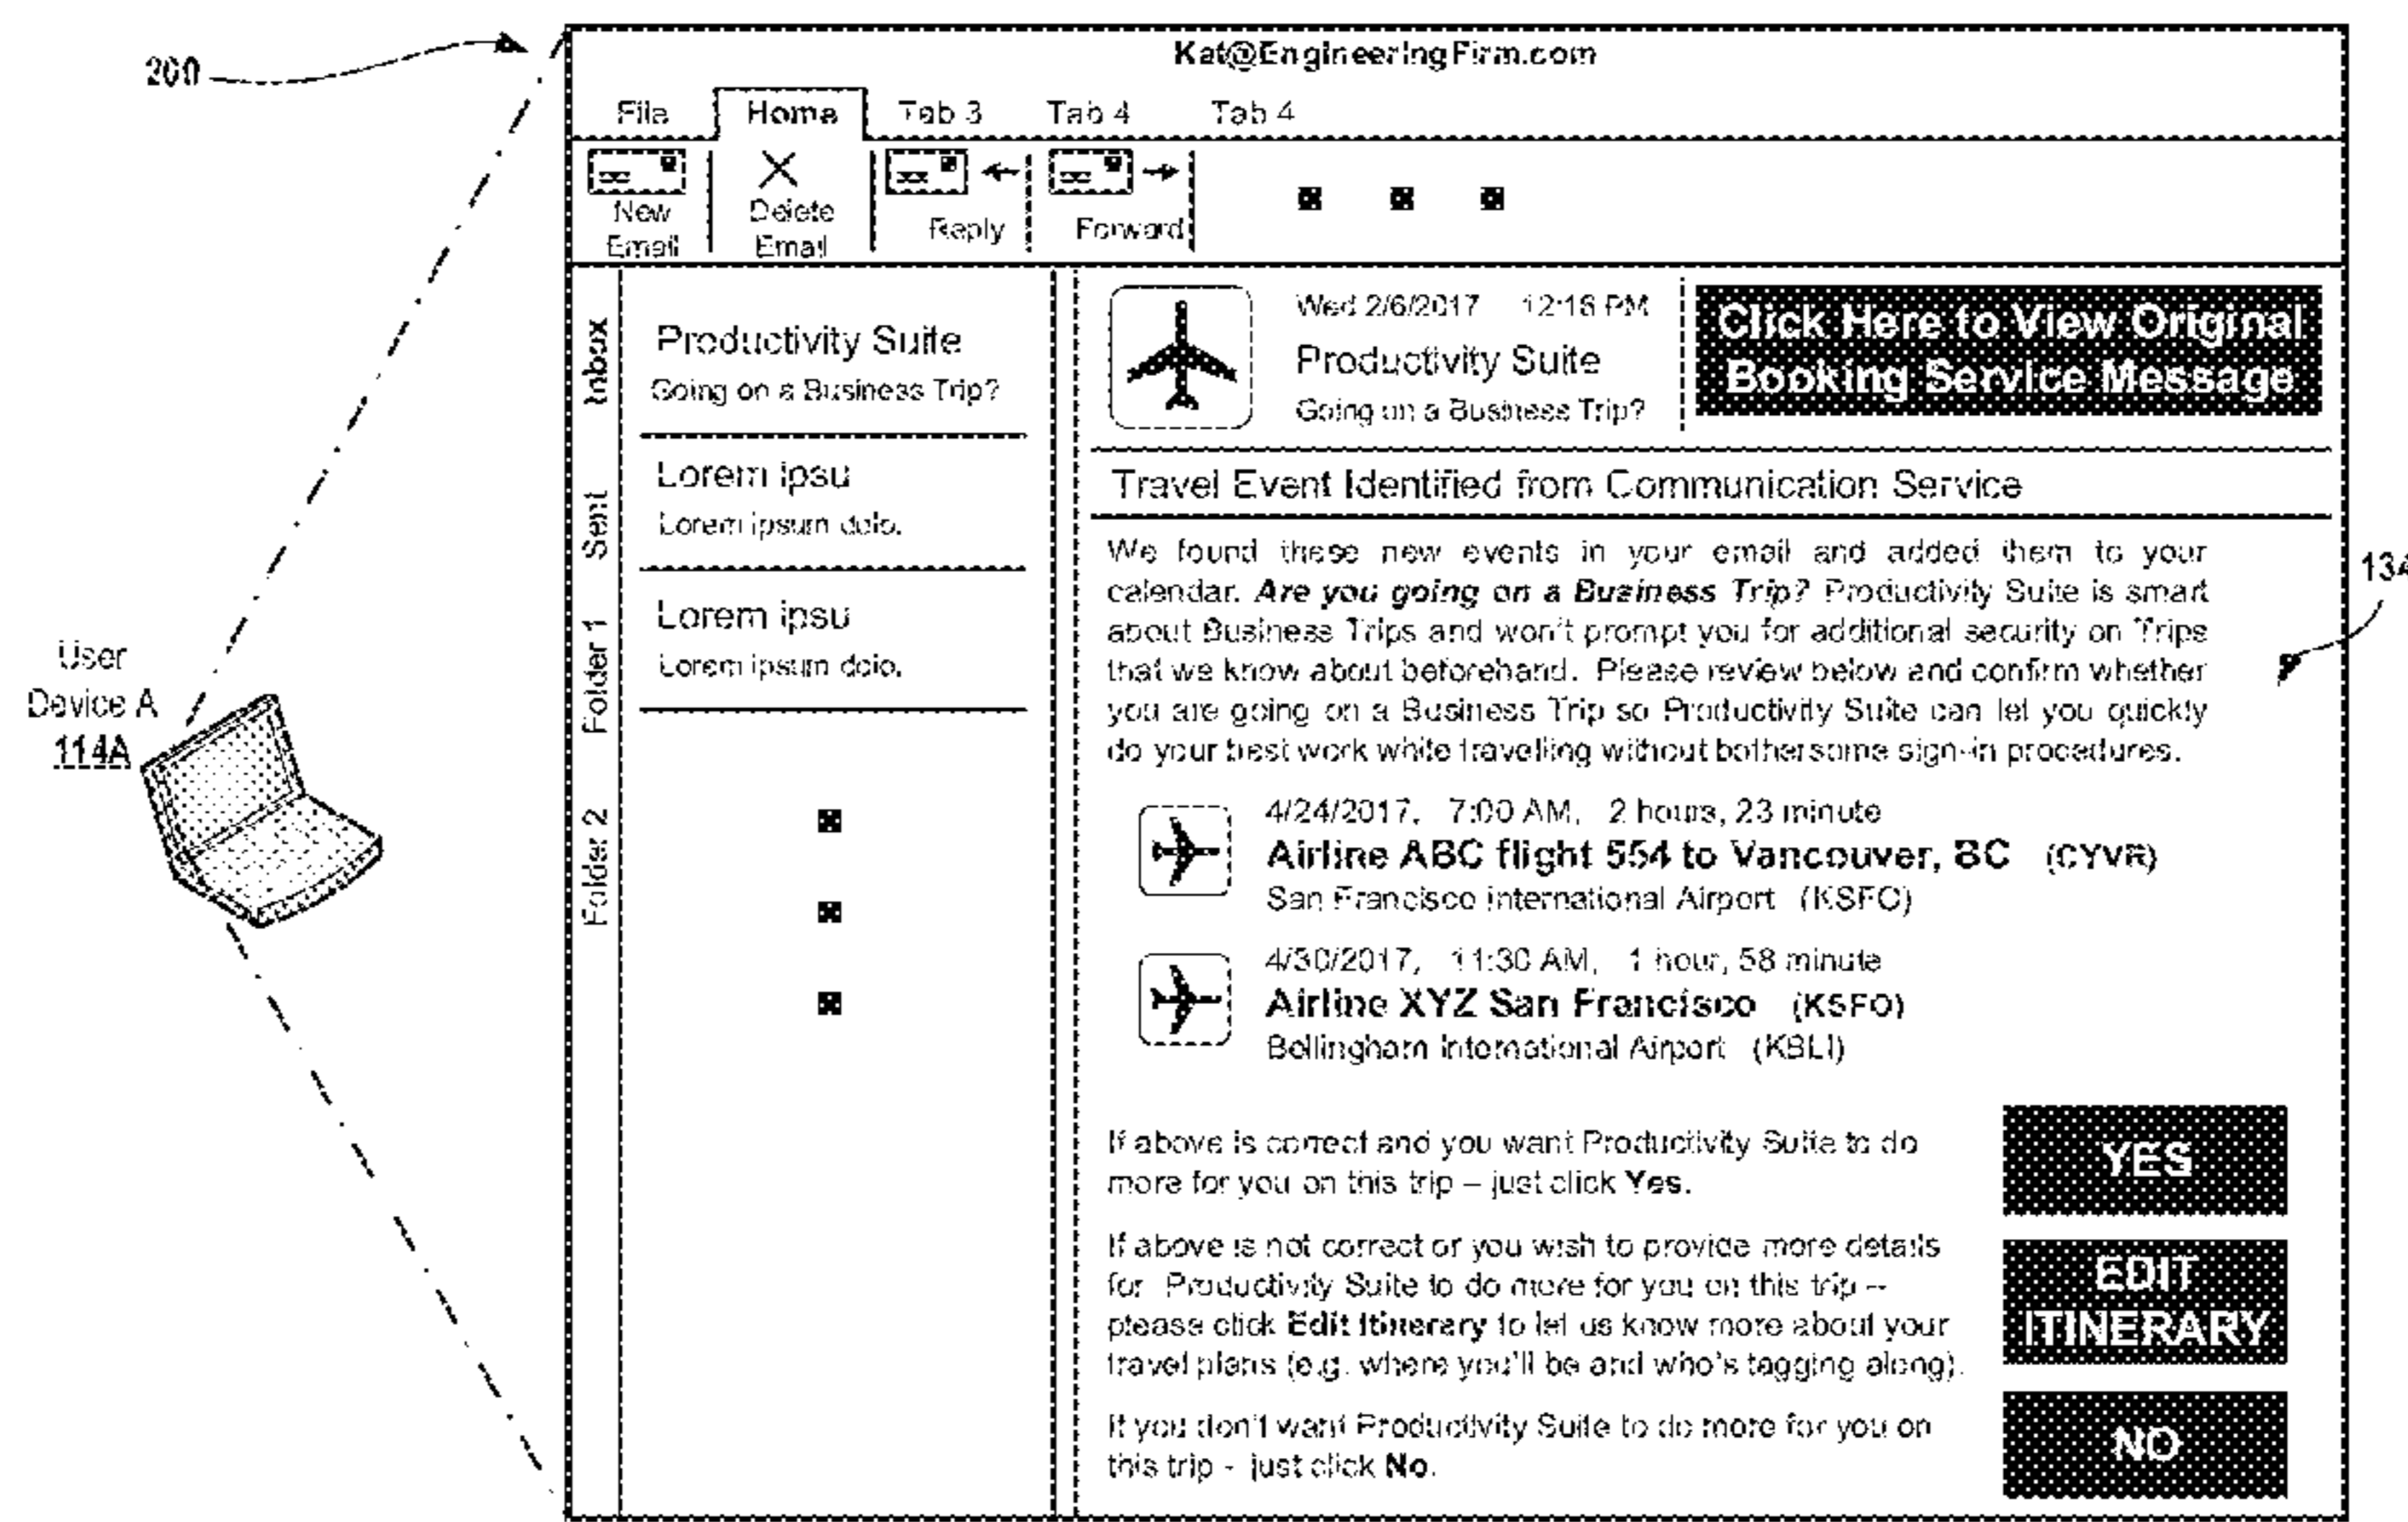 200
Kat@EngineeringFirm.com
File Home Tab 3 Tab 4 Tab 4
New Email
Delete Email
Reply
Forward
Inbox
Sent
Folder 1
Folder 2
Productivity Suite
Going on a Business Trip?
Lorem ipsu
Lorem ipsum dolo.
Lorem ipsu
Lorem ipsum dolo.
Wed 2/6/2017 12:16 PM
Productivity Suite
Going on a Business Trip?
Click Here to View Original
Booking Service Message
Travel Event Identified from Communication Service
We found these new events in your email and added them to your
calendar. Are you going on a Business Trip? Productivity Suite is smart
about Business Trips and won't prompt you for additional security on Trips
that we know about beforehand. Please review below and confirm whether
you are going on a Business Trip so Productivity Suite can let you quickly
do your best work while travelling without bothersome sign-in procedures.
4/24/2017, 7:00 AM, 2 hours, 23 minute
Airline ABC flight 554 to Vancouver, BC (CYVR)
San Francisco International Airport (KSFO)
4/30/2017, 11:30 AM, 1 hour, 58 minute
Airline XYZ San Francisco (KSFO)
Bellingham International Airport (KBLI)
If above is correct and you want Productivity Suite to do
more for you on this trip – just click Yes.
YES
If above is not correct or you wish to provide more details
for Productivity Suite to do more for you on this trip --
please click Edit Itinerary to let us know more about your
travel plans (e.g. where you'll be and who's tagging along).
EDIT
ITINERARY
If you don't want Productivity Suite to do more for you on
this trip - just click No.
NO
User
Device A
114A
134